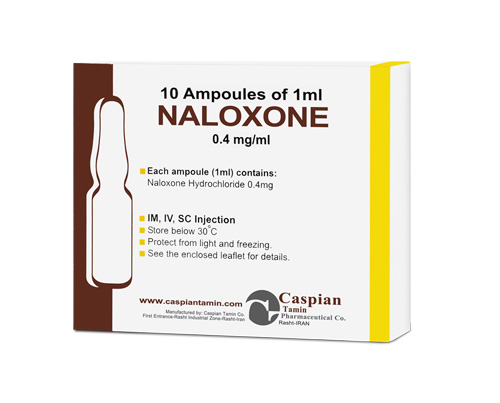 10 Ampoules of 1ml
NALOXONE
0.4 mg/ml
Each ampoule (1ml) contains:
Naloxone Hydrochloride 0.4mg
IM, IV, SC Injection
Store below 30°C
Protect from light and freezing.
See the enclosed leaflet for details.
www.caspiantamin.com
Manufactured by: Caspian Tamin Co.
First Entrance-Rasht Industrial Zone-Rasht-Iran
Caspian
Tamin
Pharmaceutical Co.
Rasht-IRAN